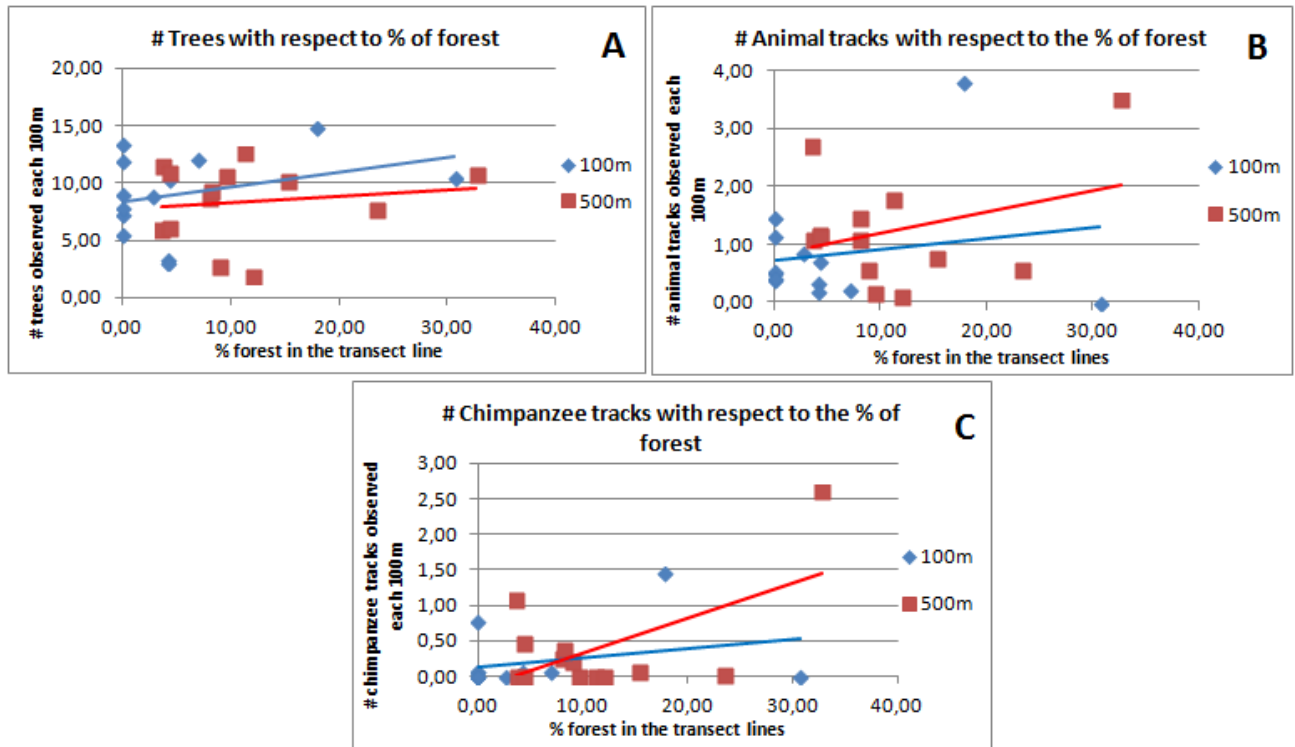 # Trees with respect to % of forest
A
# trees observed each 100m
20,00
15,00
10,00
5,00
0,00
0,00 10,00 20,00 30,00 40,00
% forest in the transect line
100m
500m
# Animal tracks with respect to the % of forest
B
#animal tracks observed each
100m
4,00
3,00
2,00
1,00
0,00
0,00 10,00 20,00 30,00 40,00
% forest in the transect lines
100m
500m
# Chimpanzee tracks with respect to the % of
forest
C
# chimpanzee tracks observed
each 100m
3,00
2,50
2,00
1,50
1,00
0,50
0,00
0,00 10,00 20,00 30,00 40,00
% forest in the transect lines
100m
500m